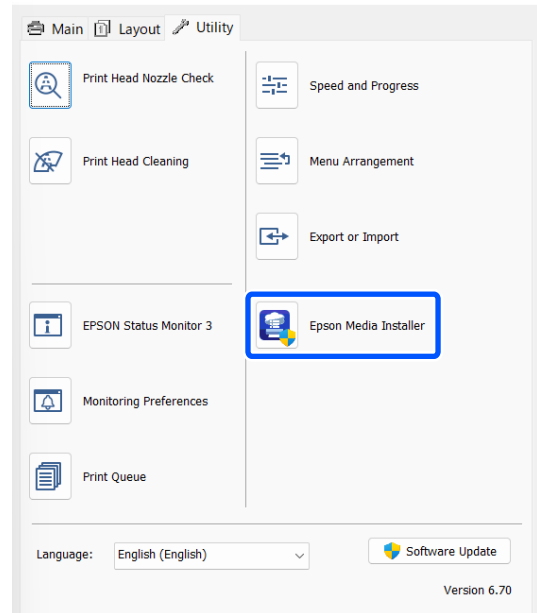 Main
Layout
Utility
Print Head Nozzle Check
Speed and Progress
Print Head Cleaning
Menu Arrangement
Export or Import
EPSON Status Monitor 3
Epson Media Installer
Monitoring Preferences
Print Queue
Language: English (English)
Software Update
Version 6.70